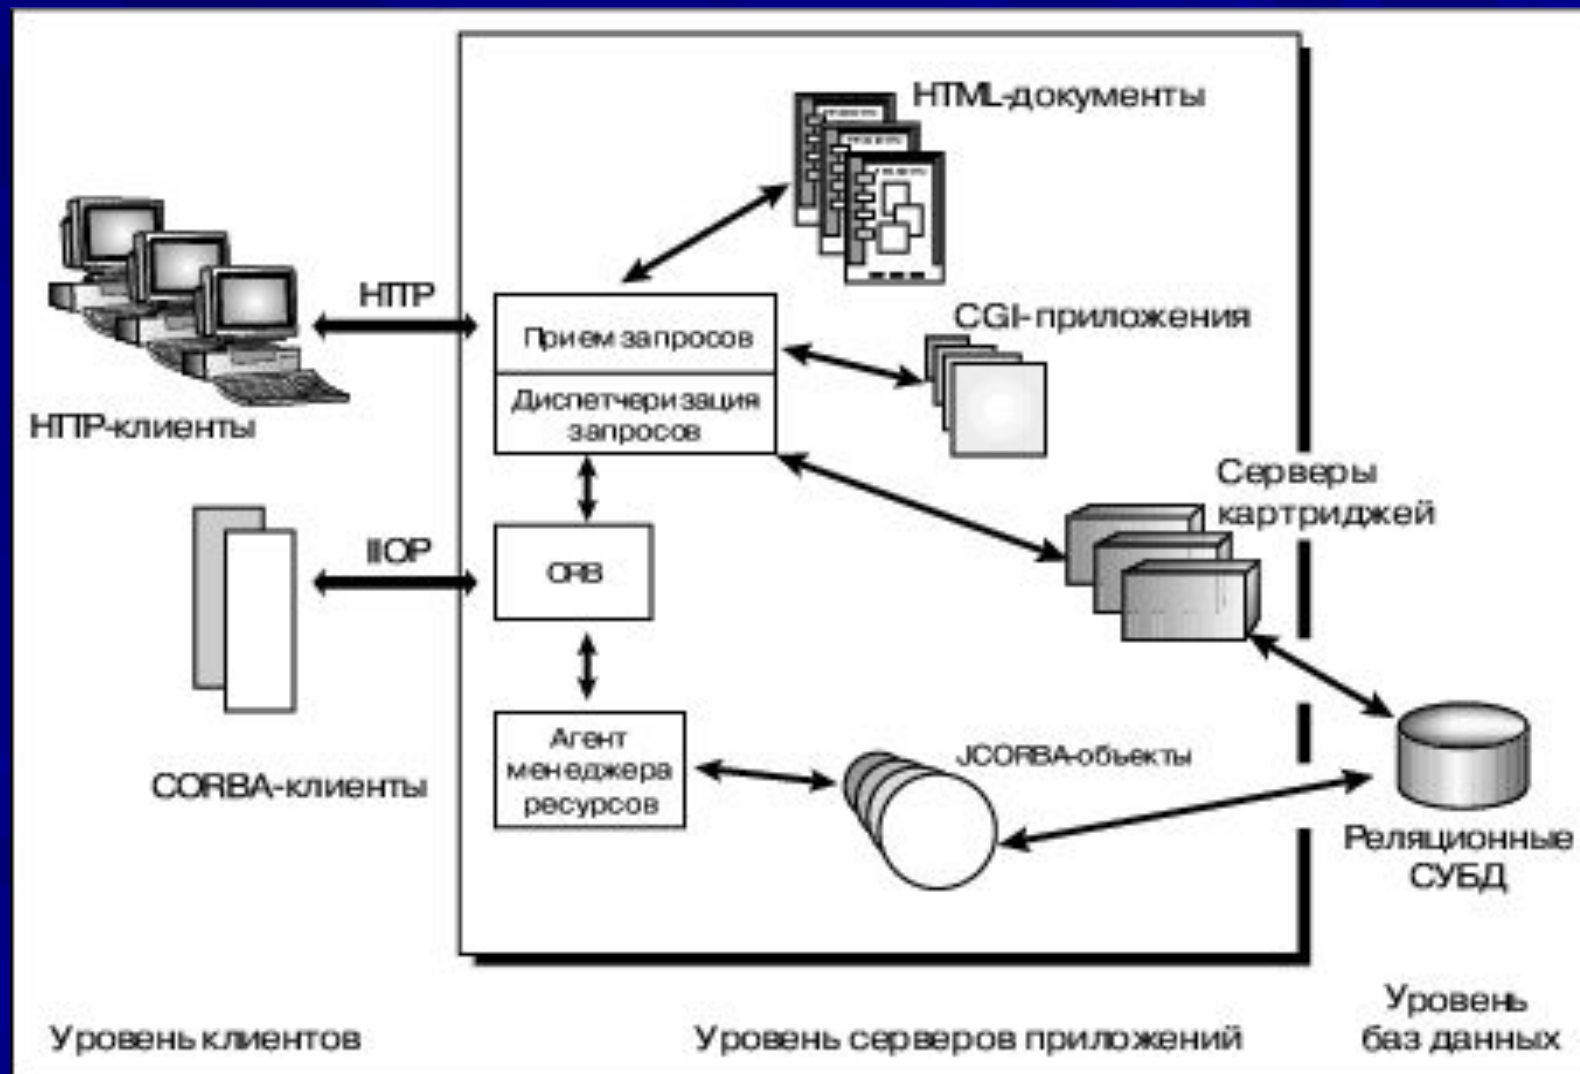 HTML-документы
HTTP
Прием запросов
CGI-приложения
Диспетчеризация
запросов
HTTP-клиенты
Серверы
картриджей
IIOP
ORB
Агент
менеджера
ресурсов
JCORBA-объекты
CORBA-клиенты
Реляционные
СУБД
Уровень клиентов
Уровень серверов приложений
Уровень
баз данных